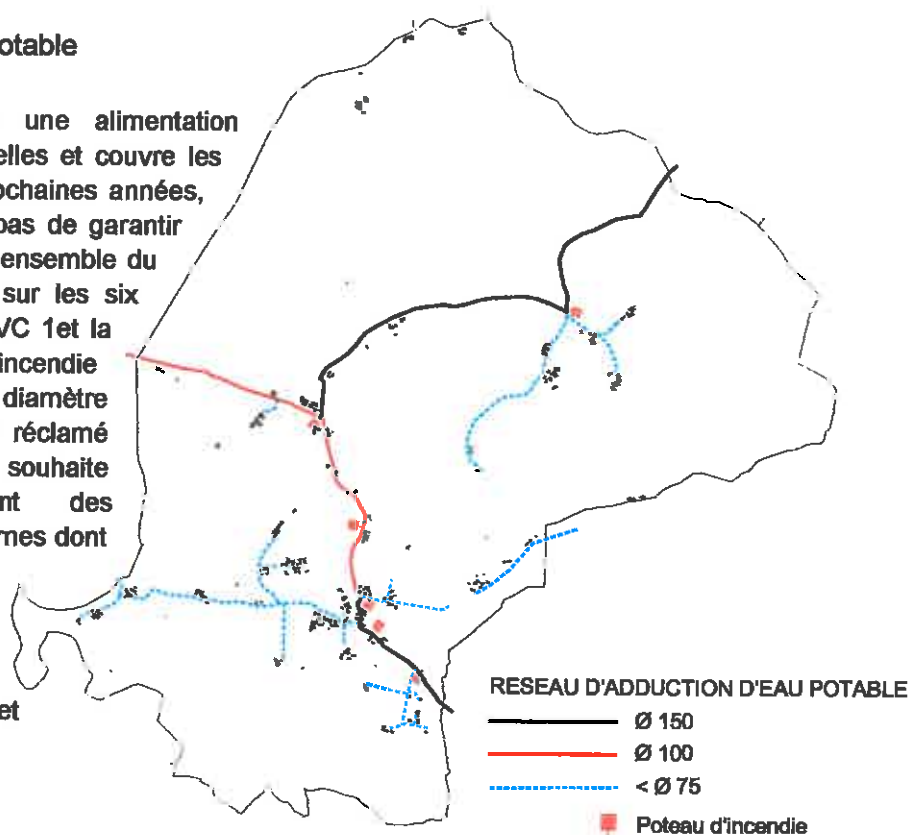 otable
une alimentation
elles et couvre les
ochaines années,
pas de garantir
ensemble du
sur les six
VC 1et la
incendie
diamètre
réclamé
souhaite
nt des
mes dont
et
RESEAU D'ADDUCTION D'EAU POTABLE
Ø 150
Ø 100
< Ø 75
Poteau d'incendie